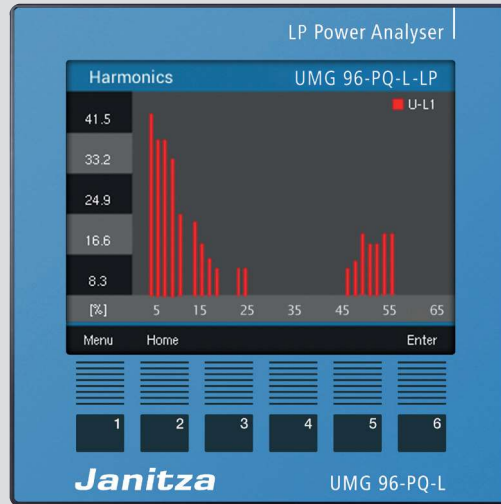 LP Power Analyser
Harmonics UMG 96-PQ-L-LP
U-L1
41.5
33.2
24.9
16.6
8.3
[%] 5 15 25 35 45 55 65
Menu Home Enter
1 2 3 4 5 6
Janitza UMG 96-PQ-L